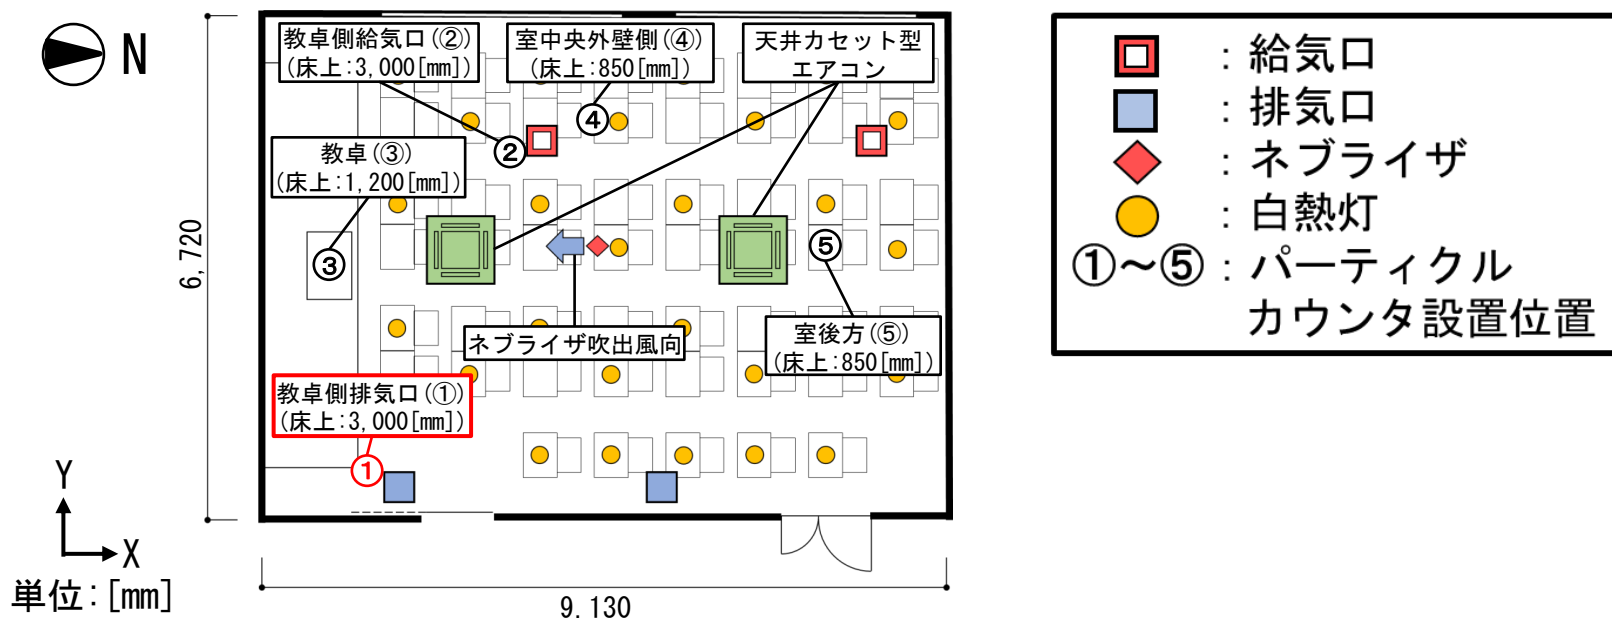 N
教卓側給気口(②)
(床上:3,000[mm])
室中央外壁側(④)
(床上:850[mm])
天井カセット型
エアコン
②
④
教卓(③)
(床上:1,200[mm])
③
⑤
6,720
ネブライザ吹出風向
室後方(⑤)
(床上:850[mm])
教卓側排気口(①)
(床上:3,000[mm])
①
Y
X
単位:[mm]
9,130
:給気口
:排気口
:ネブライザ
:白熱灯
①～⑤:パーティクル
カウンタ設置位置